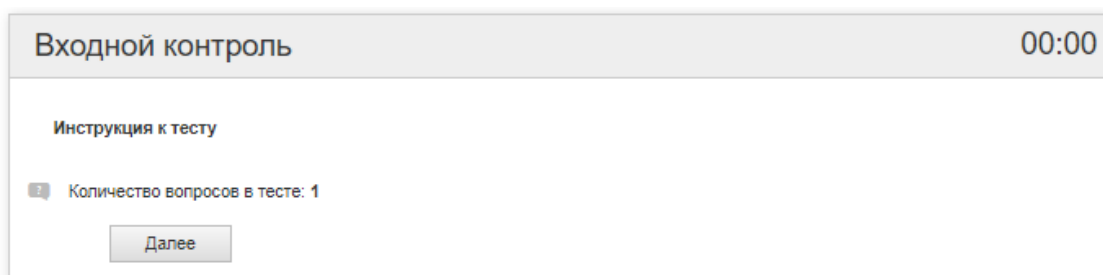 Входной контроль 00:00
Инструкция к тесту
Количество вопросов в тесте: 1
Далее